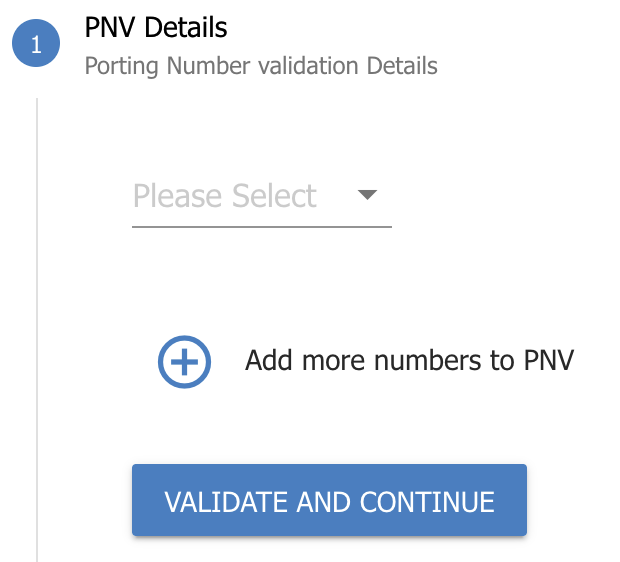 1
PNV Details
Porting Number validation Details
Please Select
Add more numbers to PNV
VALIDATE AND CONTINUE